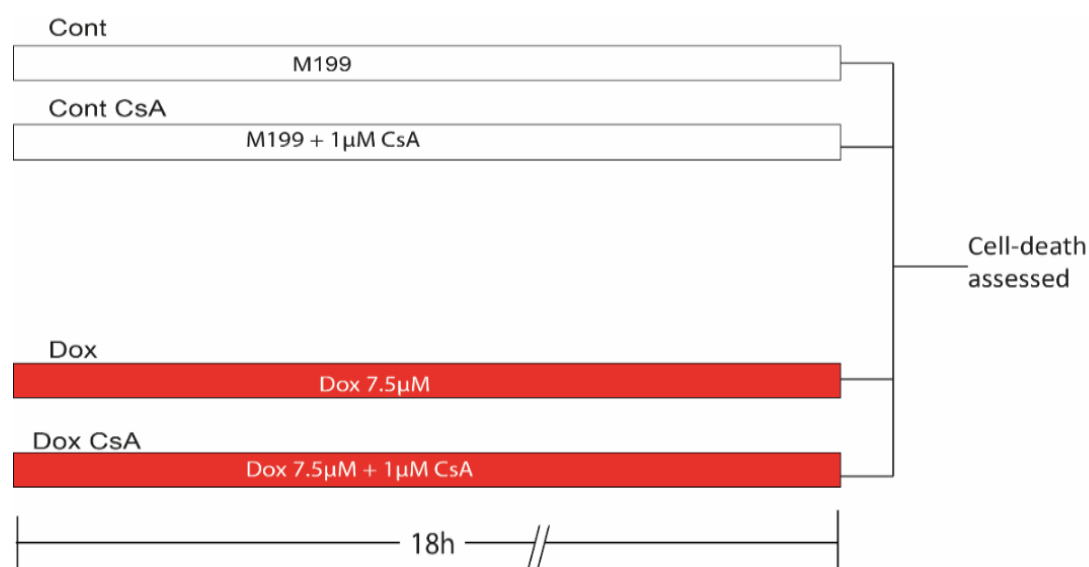 Cont
M199
Cont CsA
M199 + 1µM CsA
Cell-death
assessed
Dox
Dox 7.5µM
Dox CsA
Dox 7.5µM + 1µM CsA
18h